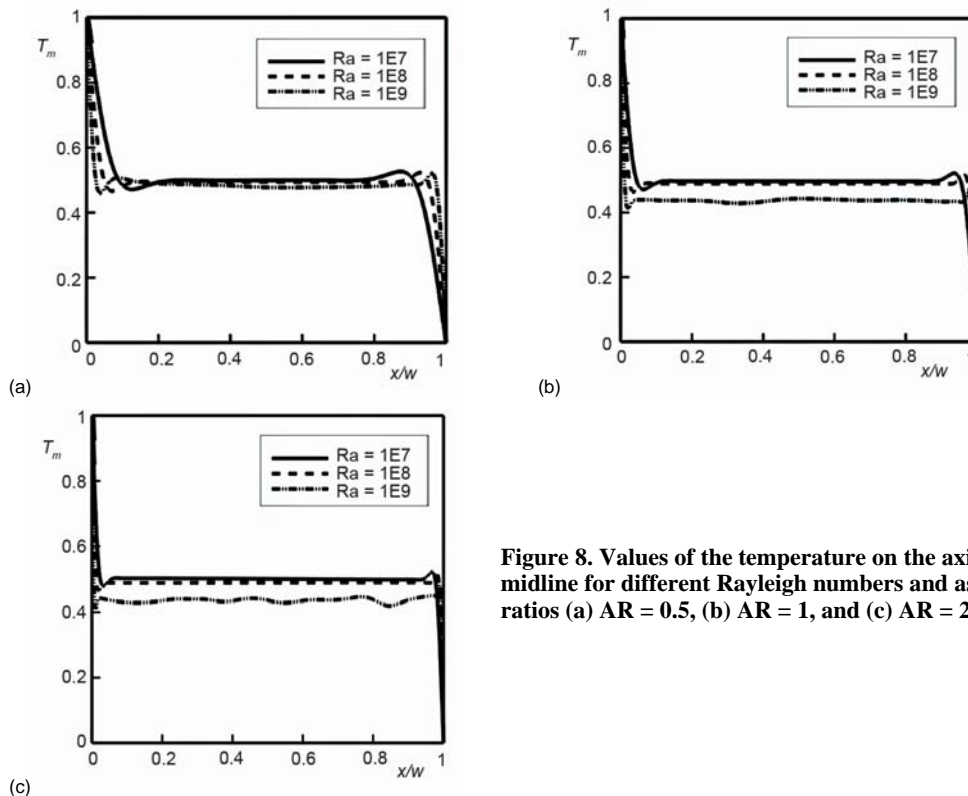 1
T_m
0.8
0.6
0.4
0.2
0
Ra = 1E7
Ra = 1E8
Ra = 1E9
0 0.2 0.4 0.6 0.8 1
x/w
(a)
1
T_m
0.8
0.6
0.4
0.2
0
Ra = 1E7
Ra = 1E8
Ra = 1E9
0 0.2 0.4 0.6 0.8
x/w
(b)
1
T_m
0.8
0.6
0.4
0.2
0
Ra = 1E7
Ra = 1E8
Ra = 1E9
0 0.2 0.4 0.6 0.8 1
x/w
(c)
Figure 8. Values of the temperature on the
midline for different Rayleigh numbers and
ratios (a) AR = 0.5, (b) AR = 1, and (c) AR = 2